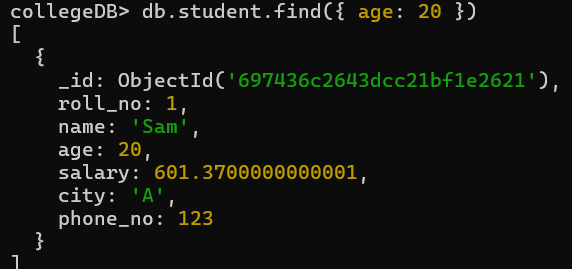 collegeDB> db.student.find({ age: 20 })
[
  {
    _id: ObjectId('697436c2643dcc21bf1e2621'),
    roll_no: 1,
    name: 'Sam',
    age: 20,
    salary: 601.3700000000001,
    city: 'A',
    phone_no: 123
  }
]